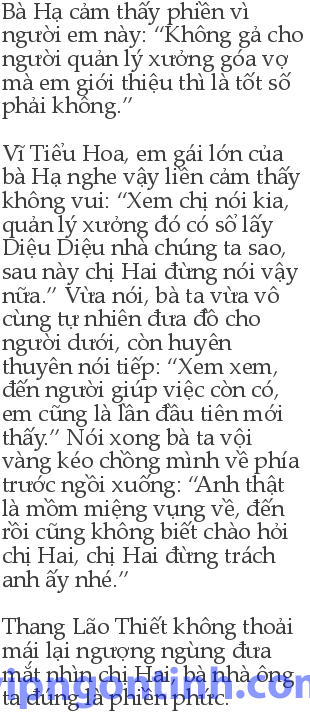 Bà Hạ cảm thấy phiền vì
người em này: “Không gả cho
người quản lý xưởng góa vợ
mà em giới thiệu thì là tốt số
phải không.”
Vĩ Tiểu Hoa, em gái lớn của
bà Hạ nghe vậy liền cảm thấy
không vui: “Xem chị nói kia,
quản lý xưởng đó có sổ lấy
Diệu Diệu nhà chúng ta sao,
sau này chị Hai đừng nói vậy
nữa.” Vừa nói, bà ta vừa vô
cùng tự nhiên đưa đồ cho
người dưới, còn huyên
thuyên nói tiếp: “Xem xem,
đến người giúp việc còn có,
em cũng là lần đầu tiên mới
thấy.” Nói xong bà ta vội
vàng kéo chồng mình về phía
trước ngồi xuống: “Anh thật
là mồm miệng vụng về, đến
rồi cũng không biết chào hỏi
chị Hai, chị Hai đừng trách
anh ấy nhé.”
Thang Lão Thiết không thoải
mái lại ngượng ngùng đưa
mắt nhìn chị Hai, bà nhà ông
ta đúng là phiền phức.
vipngontinh.com